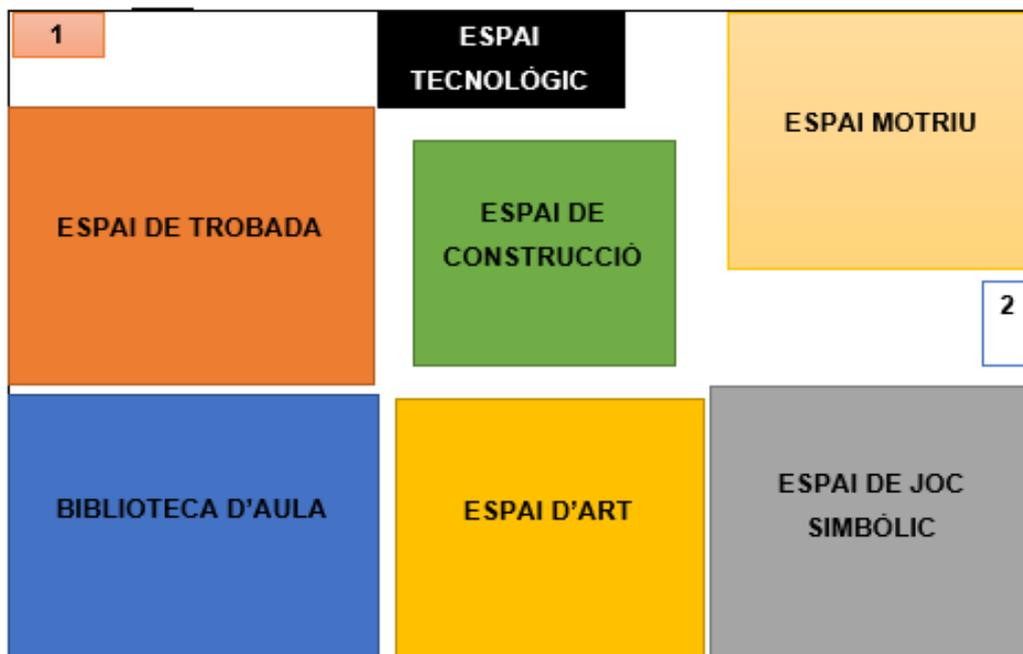 1
ESPAI
TECNOLÓGIC
ESPAI MOTRIU
ESPAI DE TROBADA
ESPAI DE
CONSTRUCCIÓ
2
BIBLIOTECA D'AULA
ESPAI D'ART
ESPAI DE JOC
SIMBÒLIC